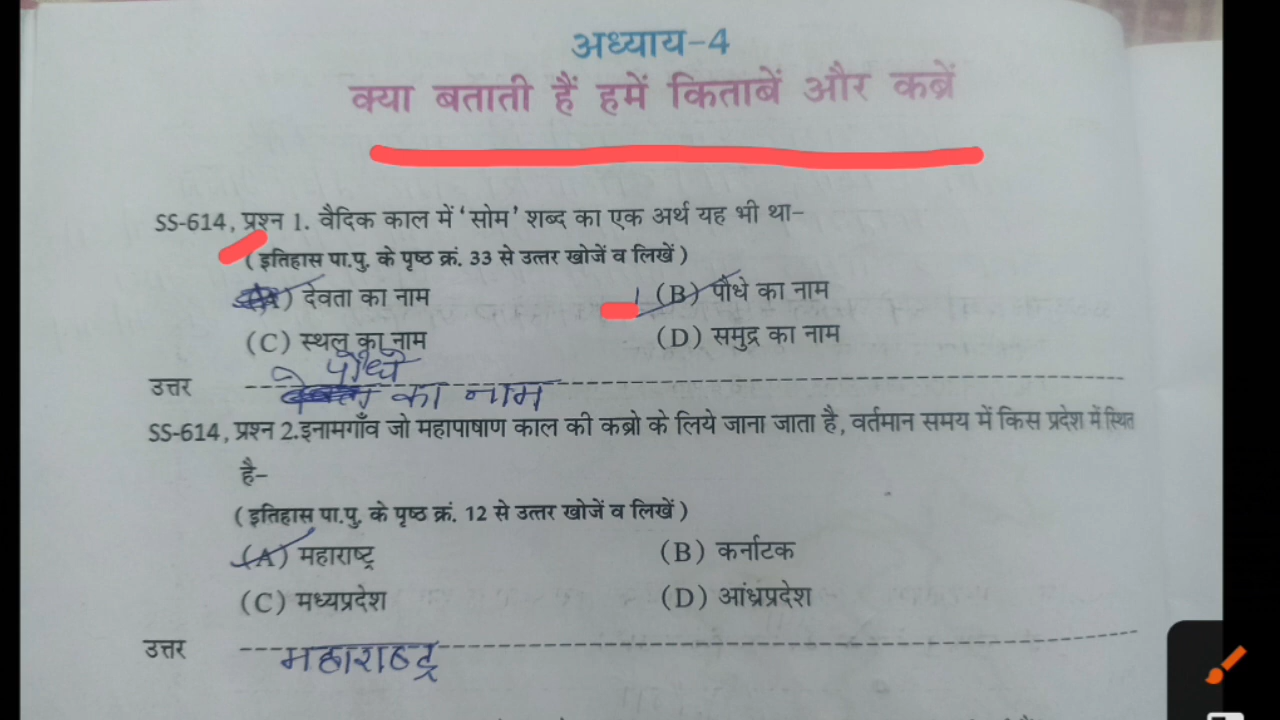 अध्याय-4
क्या बताती हैं हमें किताबें और कब्रें
SS-614, प्रश्न 1. वैदिक काल में 'सोम' शब्द का एक अर्थ यह भी था-
( इतिहास पा.पु. के पृष्ठ क्रं. 33 से उत्तर खोजें व लिखें )
(A) देवता का नाम (B) पौधे का नाम
(C) स्थल का नाम (D) समुद्र का नाम
पौधे
उत्तर का नाम
SS-614, प्रश्न 2.इनामगाँव जो महापाषाण काल की कब्रो के लिये जाना जाता है, वर्तमान समय में किस प्रदेश में स्थित
है-
( इतिहास पा.पु. के पृष्ठ क्रं. 12 से उत्तर खोजें व लिखें )
(A) महाराष्ट्र (B) कर्नाटक
(C) मध्यप्रदेश (D) आंध्रप्रदेश
उत्तर महाराष्ट्र